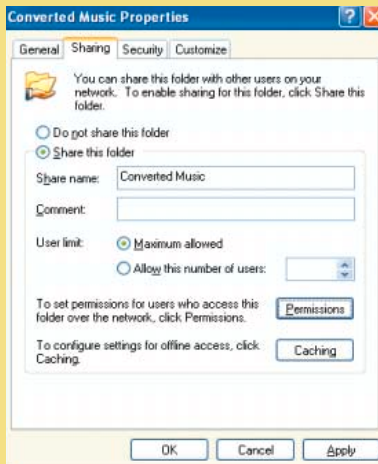 Converted Music Properties
General Sharing Security Customize
You can share this folder with other users on your
network. To enable sharing for this folder, click Share this
folder.
Do not share this folder
Share this folder
Share name: Converted Music
Comment:
User limit: Maximum allowed
Allow this number of users:
To set permissions for users who access this
folder over the network, click Permissions.
Permissions
To configure settings for offline access, click
Caching.
Caching
OK Cancel Apply